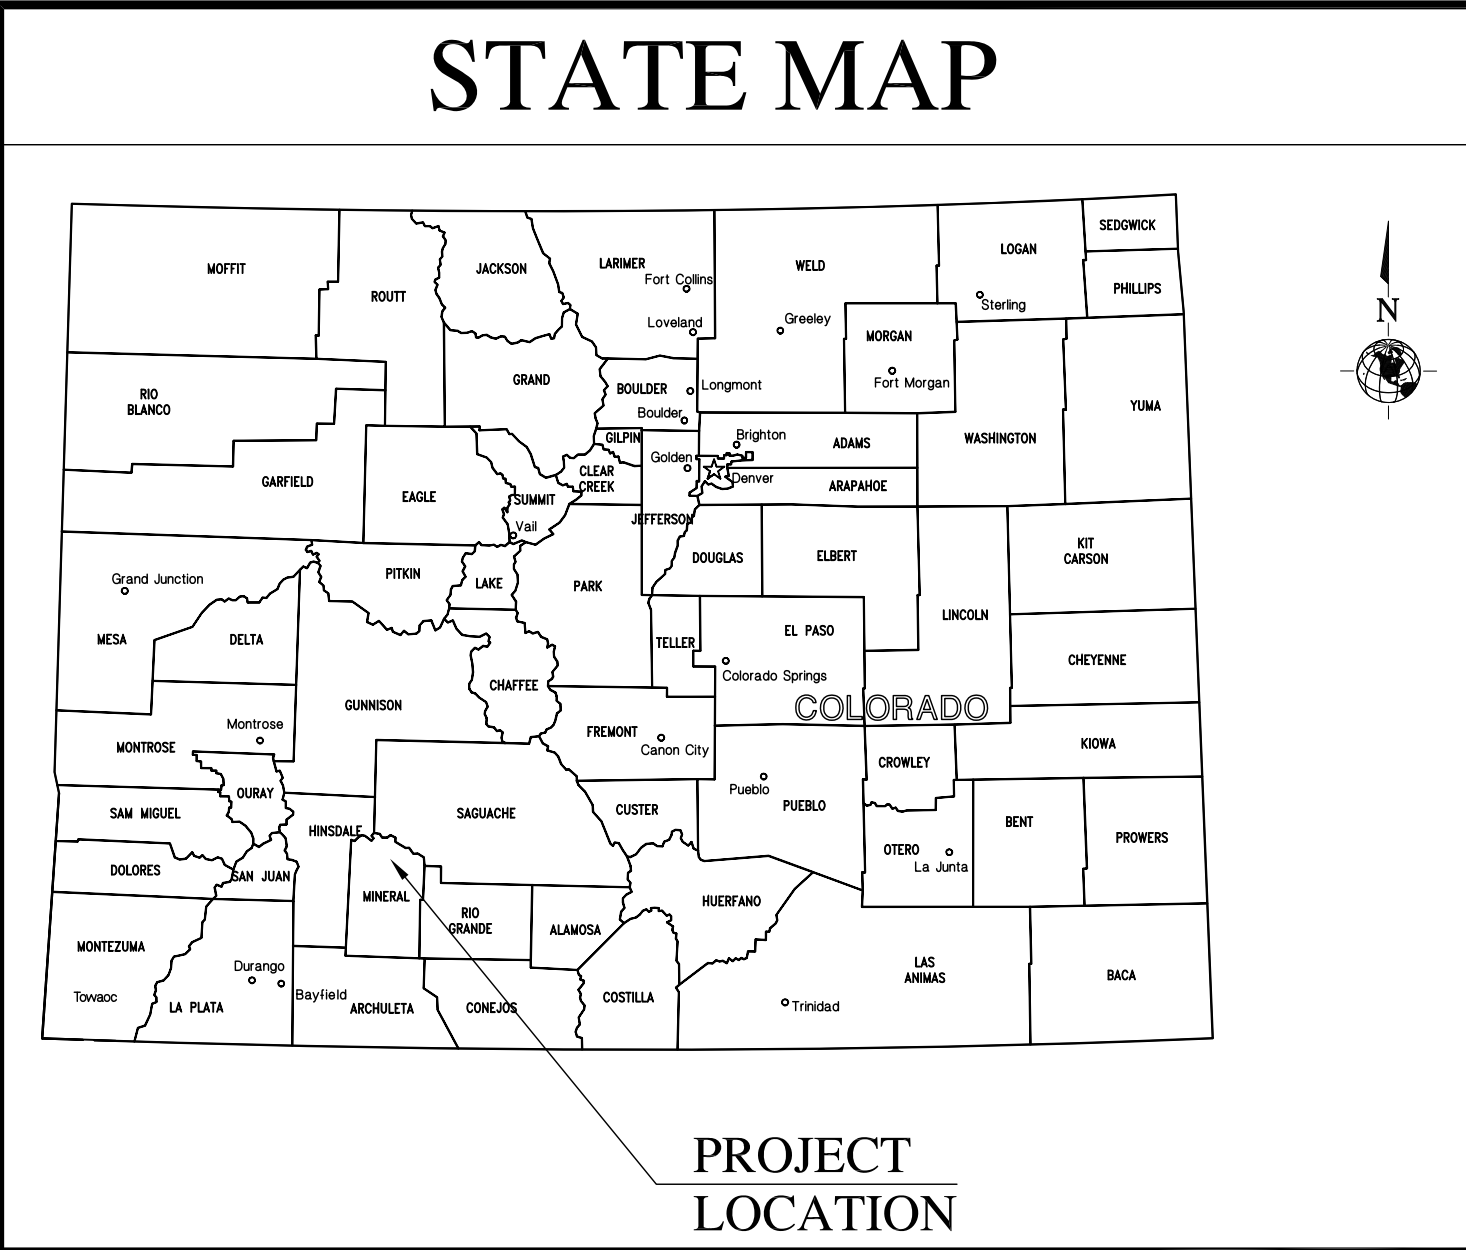 STATE MAP
SEDGWICK
LOGAN
MOFFIT
JACKSON
LARIMER
WELD
Fort Collins
PHILLIPS
ROUTT
Sterling
Loveland
Greeley
N
MORGAN
GRAND
BOULDER
Longmont
Fort Morgan
RIO
BLANCO
YUMA
Boulder
GILPIN
Brighton
ADAMS
WASHINGTON
Golden
CLEAR
CREEK
Denver
ARAPAHOE
GARFIELD
EAGLE
SUMMIT
Vail
JEFFERSON
DOUGLAS
ELBERT
KIT
CARSON
Grand Junction
PITKIN
LAKE
PARK
LINCOLN
MESA
DELTA
TELLER
EL PASO
CHEYENNE
Colorado Springs
CHAFFEE
GUNNISON
COLORADO
Montrose
FREMONT
MONTROSE
Canon City
KIOWA
CROWLEY
OURAY
Pueblo
PUEBLO
SAM MIGUEL
SAGUACHE
CUSTER
BENT
HINSDALE
PROWERS
OTERO
La Junta
DOLORES
SAN JUAN
MINERAL
HUERFANO
RIO
GRANDE
ALAMOSA
MONTEZUMA
LAS
ANIMAS
Durango
BACA
Towaoc
Bayfield
COSTILLA
LA PLATA
ARCHULETA
CONEJOS
Trinidad
PROJECT
LOCATION